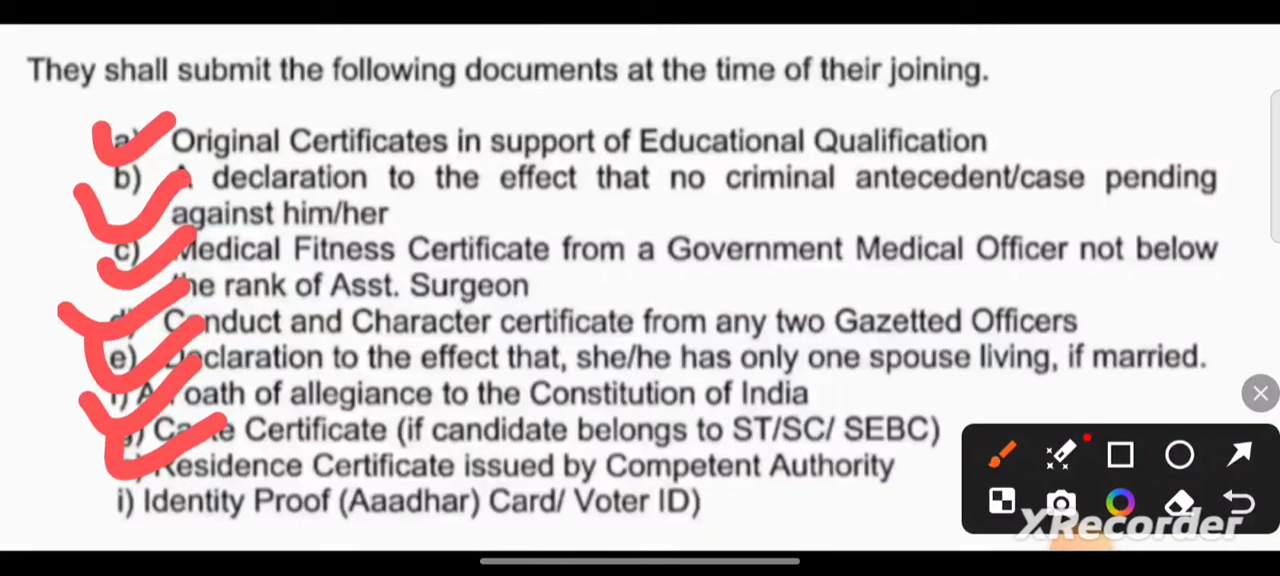 They shall submit the following documents at the time of their joining.
a) Original Certificates in support of Educational Qualification
b) A declaration to the effect that no criminal antecedent/case pending
against him/her
c) Medical Fitness Certificate from a Government Medical Officer not below
the rank of Asst. Surgeon
d) Conduct and Character certificate from any two Gazetted Officers
e) Declaration to the effect that, she/he has only one spouse living, if married.
f) An oath of allegiance to the Constitution of India
g) Caste Certificate (if candidate belongs to ST/SC/ SEBC)
Residence Certificate issued by Competent Authority
i) Identity Proof (Aaadhar) Card/ Voter ID)
XRecorder